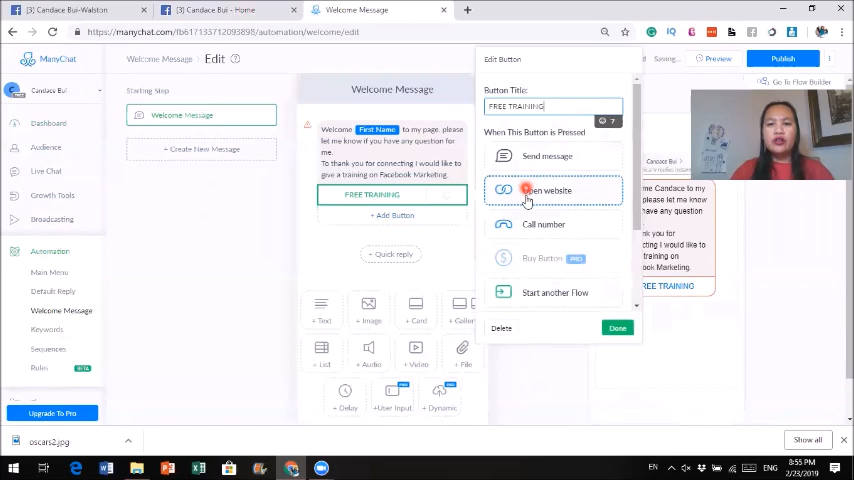 (3) Candace Bui-Walston
(3) Candace Bui - Home
Welcome Message
https://manychat.com/fb617133712093898/automation/welcome/edit
ManyChat
Welcome Message
Edit
Saving...
Preview
Publish
Candace Bui
Dashboard
Audience
Live Chat
Growth Tools
Broadcasting
Automation
Main Menu
Default Reply
Welcome Message
Keywords
Sequences
Rules BETA
Upgrade To Pro
Starting Step
Welcome Message
+ Create New Message
Welcome Message
Welcome First Name to my page. please
let me know if you have any question for
me.
To thank you for connecting I would like to
give a training on Facebook Marketing.
FREE TRAINING
+ Add Button
+ Quick reply
+ Text
+ Image
+ Card
+ Gallery
+ List
+ Audio
+ Video
+ File
+ Delay
PRO
+User Input
PRO
+ Dynamic
Edit Button
Button Title:
FREE TRAINING
7
When This Button is Pressed
Send message
Open website
Call number
Buy Button PRO
Start another Flow
Delete
Done
Go To Flow Builder
Candace Bui
me Candace to my
please let me know
have any question
k you for
ing I would like to
aining on
k Marketing.
FREE TRAINING
oscars2.jpg
Show all
EN
ENG
8:55 PM
2/23/2019